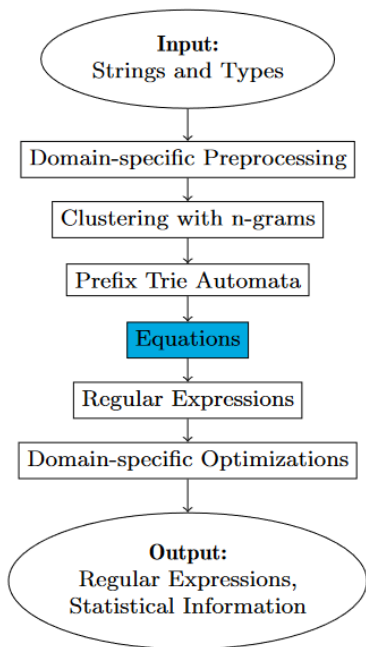 Input:
Strings and Types
Domain-specific Preprocessing
Clustering with n-grams
Prefix Trie Automata
Equations
Regular Expressions
Domain-specific Optimizations
Output:
Regular Expressions,
Statistical Information